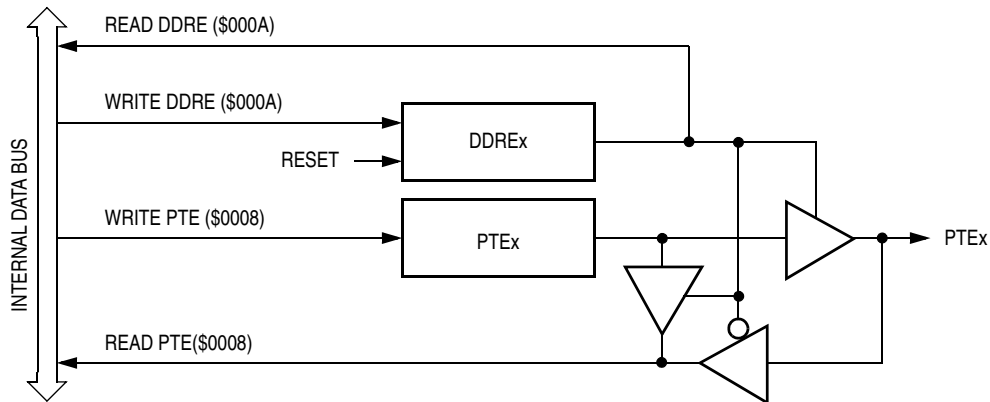 READ DDRE ($000A)
WRITE DDRE ($000A)
DDREx
RESET
WRITE PTE ($0008)
PTEx
PTEx
READ PTE($0008)
INTERNAL DATA BUS